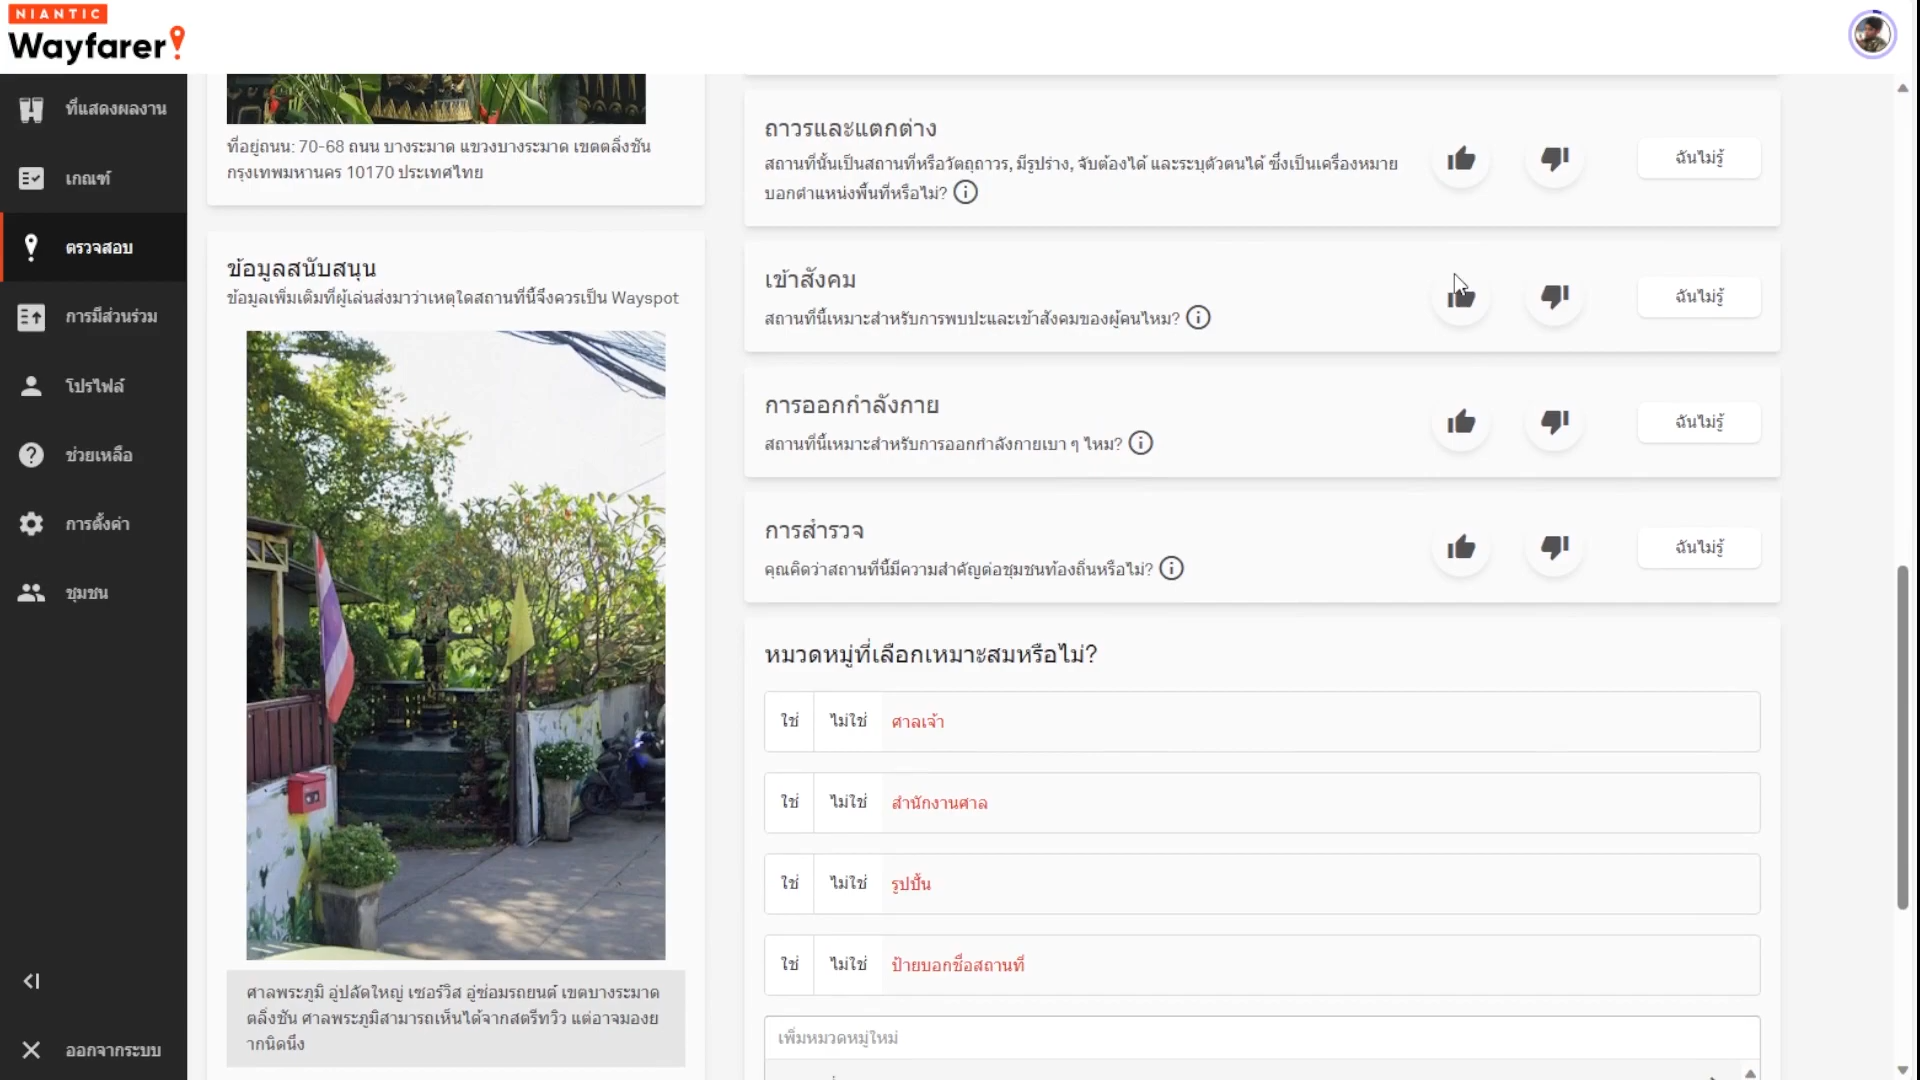 NIANTIC
Wayfarer
ที่แสดงผลงาน
เกณฑ์
ตรวจสอบ
การมีส่วนร่วม
โปรไฟล์
ช่วยเหลือ
การตั้งค่า
ชุมชน
ออกจากระบบ
ที่อยู่ถนน: 70-68 ถนน บางระมาด แขวงบางระมาด เขตตลิ่งชัน
กรุงเทพมหานคร 10170 ประเทศไทย
ข้อมูลสนับสนุน
ข้อมูลเพิ่มเติมที่ผู้เล่นส่งมาว่าเหตุใดสถานที่นี้จึงควรเป็น Wayspot
ศาลพระภูมิ อู่ปลัดใหญ่ เซอร์วิส อู่ซ่อมรถยนต์ เขตบางระมาด
ตลิ่งชัน ศาลพระภูมิสามารถเห็นได้จากสตรีทวิว แต่อาจมองย
ากนิดนึ่ง
ถาวรและแตกต่าง
สถานที่นั้นเป็นสถานที่หรือวัตถุถาวร, มีรูปร่าง, จับต้องได้ และระบุตัวตนได้ ซึ่งเป็นเครื่องหมาย
บอกตำแหน่งพื้นที่หรือไม่?
ฉันไม่รู้
เข้าสังคม
สถานที่นี้เหมาะสำหรับการพบปะและเข้าสังคมของผู้คนไหม?
ฉันไม่รู้
การออกกำลังกาย
สถานที่นี้เหมาะสำหรับการออกกำลังกายเบา ๆ ไหม?
ฉันไม่รู้
การสำรวจ
คุณคิดว่าสถานที่นี้มีความสำคัญต่อชุมชนท้องถิ่นหรือไม่?
ฉันไม่รู้
หมวดหมู่ที่เลือกเหมาะสมหรือไม่?
ใช่ ไม่ใช่ ศาลเจ้า
ใช่ ไม่ใช่ สำนักงานศาล
ใช่ ไม่ใช่ รูปปั้น
ใช่ ไม่ใช่ ป้ายบอกชื่อสถานที่
เพิ่มหมวดหมู่ใหม่